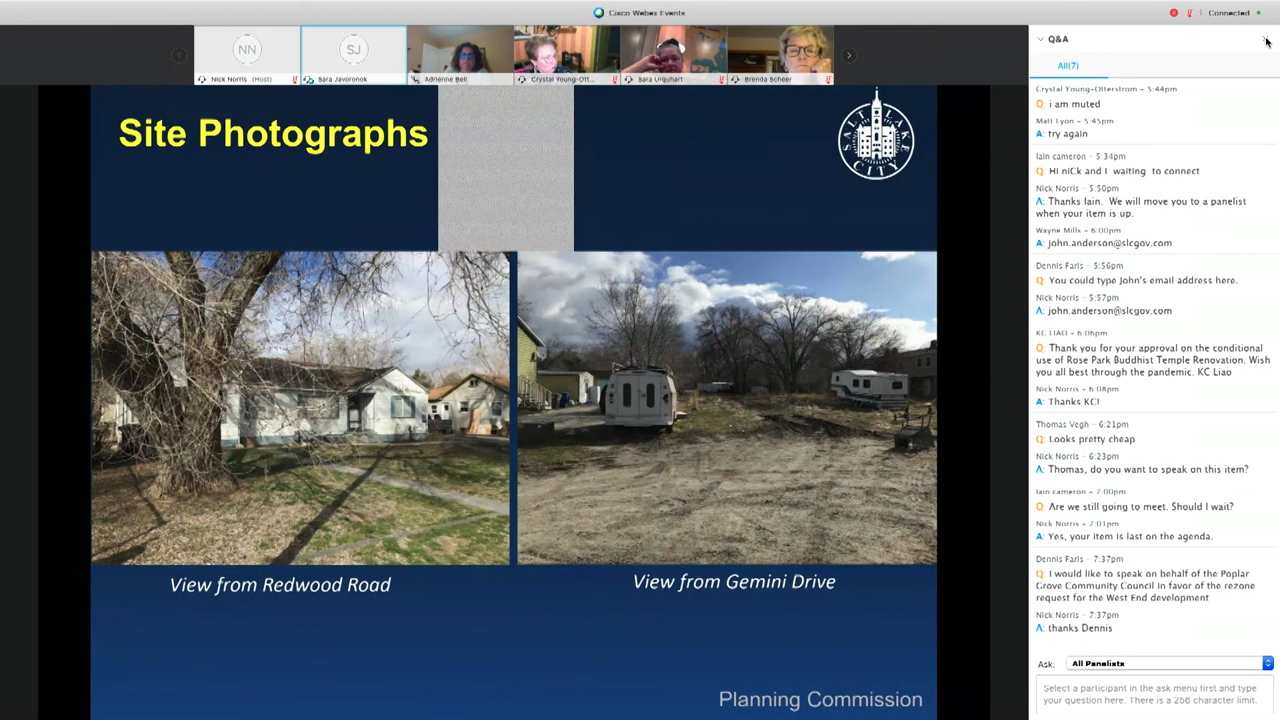 Cisco Webex Events
Connected
NN
SJ
Nick Norris (Host)
Sara Javoronok
Adrienne Bell
Crystal Young-Ott...
Sara Urquhart
Brenda Scheer
Site Photographs
SALT LAKE CITY
View from Redwood Road
View from Gemini Drive
Planning Commission
Q&A
All(7)
Crystal Young-Otterstrom - 5:44pm
Q: i am muted
Matt Lyon - 5:45pm
A: try again
Iain cameron - 5:34pm
Q: Hi niCk and I waiting to connect
Nick Norris - 5:50pm
A: Thanks Iain. We will move you to a panelist
when your item is up.
Wayne Mills - 6:00pm
A: john.anderson@slcgov.com
Dennis Faris - 5:56pm
Q: You could type John's email address here.
Nick Norris - 5:57pm
A: john.anderson@slcgov.com
KC LIAO - 6:06pm
Q: Thank you for your approval on the conditional
use of Rose Park Buddhist Temple Renovation. Wish
you all best through the pandemic. KC Liao
Nick Norris - 6:08pm
A: Thanks KC!
Thomas Vegh - 6:21pm
Q: Looks pretty cheap
Nick Norris - 6:23pm
A: Thomas, do you want to speak on this item?
Iain cameron - 7:00pm
Q: Are we still going to meet. Should I wait?
Nick Norris - 7:01pm
A: Yes, your item is last on the agenda.
Dennis Faris - 7:37pm
Q: I would like to speak on behalf of the Poplar
Grove Community Council in favor of the rezone
request for the West End development
Nick Norris - 7:37pm
A: thanks Dennis
Ask: All Panelists
Select a participant in the ask menu first and type
your question here. There is a 256 character limit.